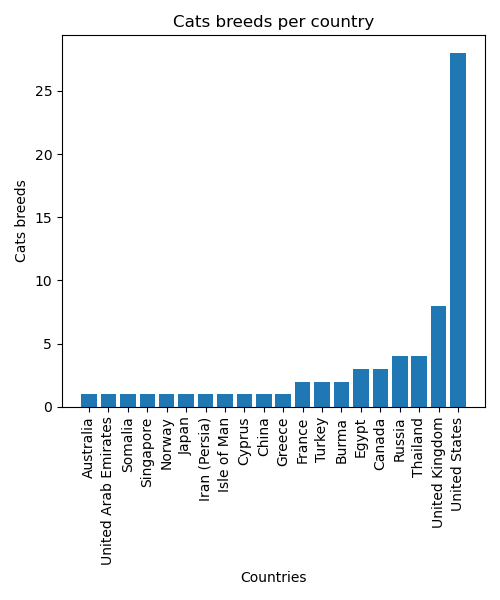 Cats breeds per country
Cats breeds
25
20
15
10
5
0
Australia
United Arab Emirates
Somalia
Singapore
Norway
Japan
Iran (Persia)
Isle of Man
Cyprus
China
Greece
France
Turkey
Burma
Egypt
Canada
Russia
Thailand
United Kingdom
United States
Countries